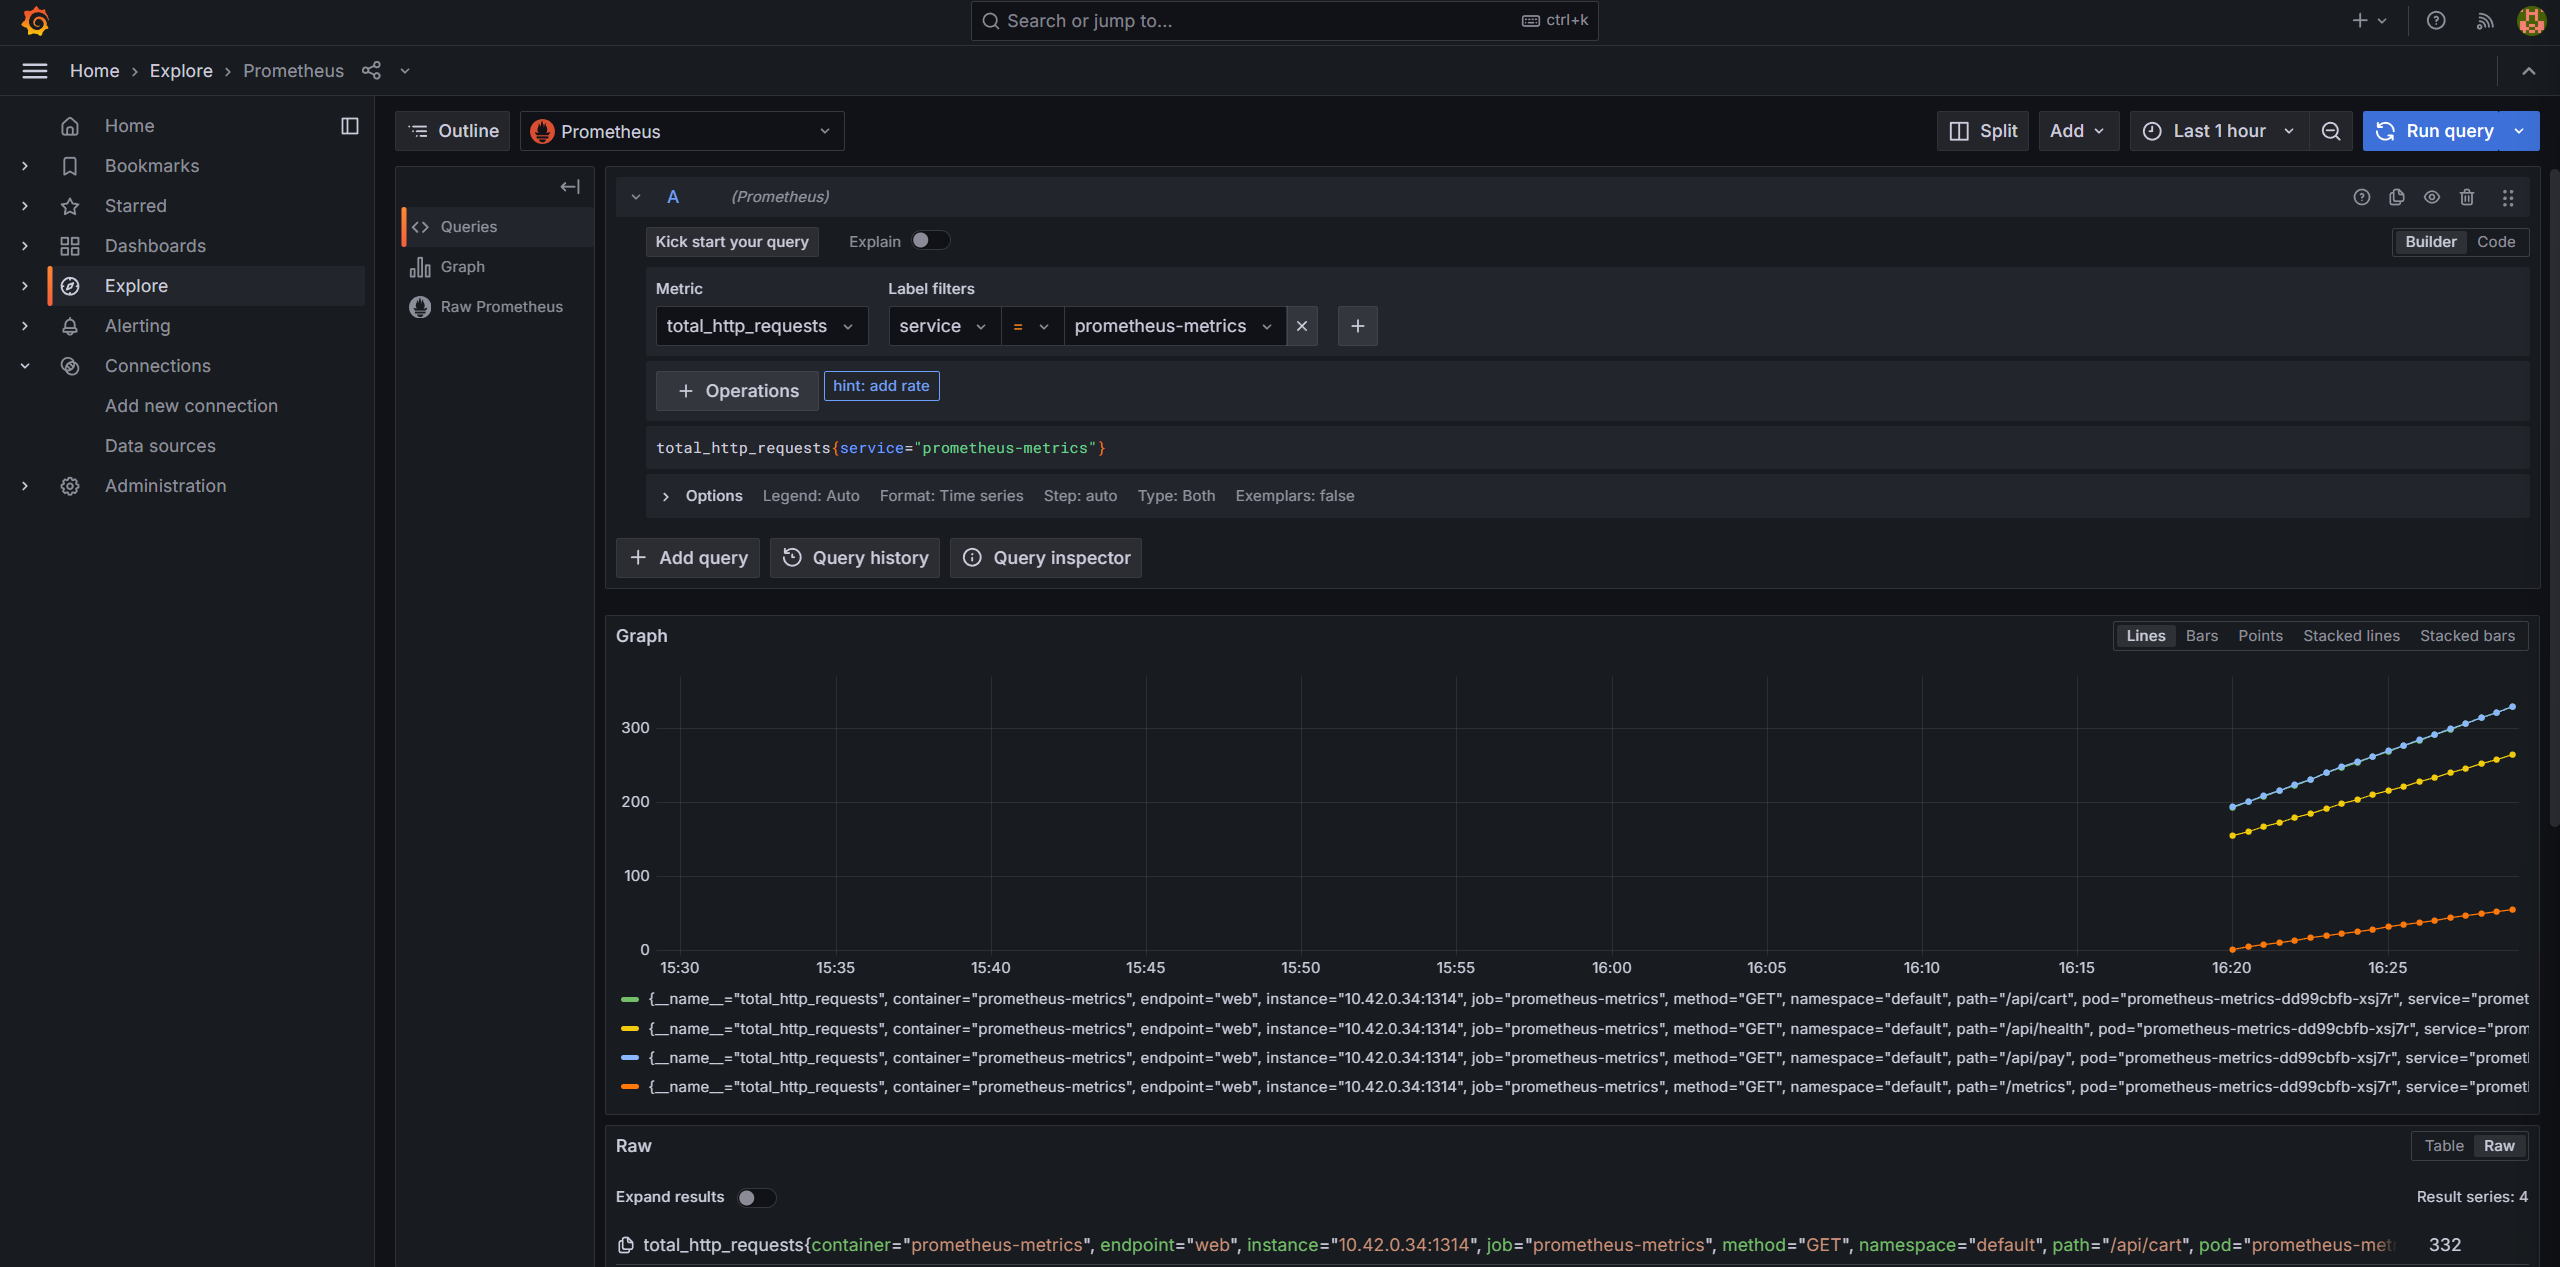 Search or jump to...
ctrl+k
Home › Explore › Prometheus
Home
Bookmarks
Starred
Dashboards
Explore
Alerting
Connections
Add new connection
Data sources
Administration
Outline
Prometheus
Split
Add
Last 1 hour
Run query
Queries
Graph
Raw Prometheus
A (Prometheus)
Kick start your query
Explain
Builder
Code
Metric
Label filters
total_http_requests
service
=
prometheus-metrics
+ Operations
hint: add rate
total_http_requests{service="prometheus-metrics"}
Options Legend: Auto Format: Time series Step: auto Type: Both Exemplars: false
+ Add query
Query history
Query inspector
Graph
Lines Bars Points Stacked lines Stacked bars
300
200
100
0
15:30 15:35 15:40 15:45 15:50 15:55 16:00 16:05 16:10 16:15 16:20 16:25
{__name__="total_http_requests", container="prometheus-metrics", endpoint="web", instance="10.42.0.34:1314", job="prometheus-metrics", method="GET", namespace="default", path="/api/cart", pod="prometheus-metrics-dd99cbfb-xsj7r", service="promet
{__name__="total_http_requests", container="prometheus-metrics", endpoint="web", instance="10.42.0.34:1314", job="prometheus-metrics", method="GET", namespace="default", path="/api/health", pod="prometheus-metrics-dd99cbfb-xsj7r", service="prom
{__name__="total_http_requests", container="prometheus-metrics", endpoint="web", instance="10.42.0.34:1314", job="prometheus-metrics", method="GET", namespace="default", path="/api/pay", pod="prometheus-metrics-dd99cbfb-xsj7r", service="promet
{__name__="total_http_requests", container="prometheus-metrics", endpoint="web", instance="10.42.0.34:1314", job="prometheus-metrics", method="GET", namespace="default", path="/metrics", pod="prometheus-metrics-dd99cbfb-xsj7r", service="promet
Raw
Table Raw
Expand results
Result series: 4
total_http_requests{container="prometheus-metrics", endpoint="web", instance="10.42.0.34:1314", job="prometheus-metrics", method="GET", namespace="default", path="/api/cart", pod="prometheus-met 332